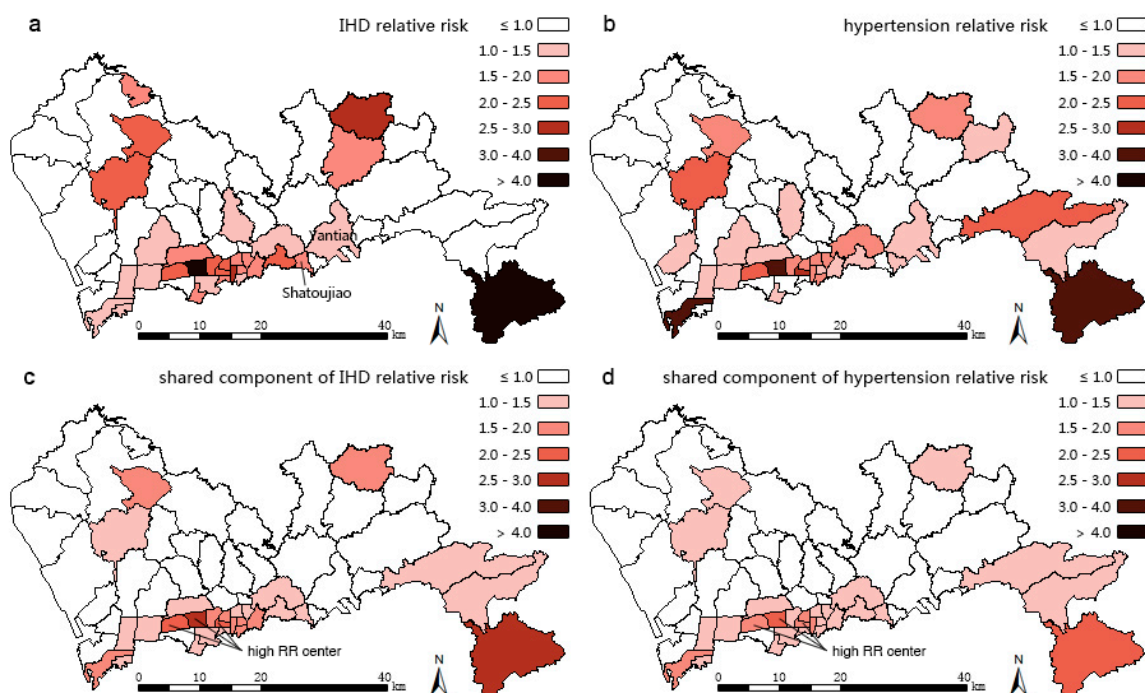 a
IHD relative risk
≤ 1.0
1.0 - 1.5
1.5 - 2.0
2.0 - 2.5
2.5 - 3.0
3.0 - 4.0
> 4.0
Yantian
Shatoujiao
N
0 10 20 40
km
b
hypertension relative risk
≤ 1.0
1.0 - 1.5
1.5 - 2.0
2.0 - 2.5
2.5 - 3.0
3.0 - 4.0
> 4.0
N
0 10 20 40
km
c
shared component of IHD relative risk
≤ 1.0
1.0 - 1.5
1.5 - 2.0
2.0 - 2.5
2.5 - 3.0
3.0 - 4.0
> 4.0
high RR center
N
0 10 20 40
km
d
shared component of hypertension relative risk
≤ 1.0
1.0 - 1.5
1.5 - 2.0
2.0 - 2.5
2.5 - 3.0
3.0 - 4.0
> 4.0
high RR center
N
0 10 20 40
km